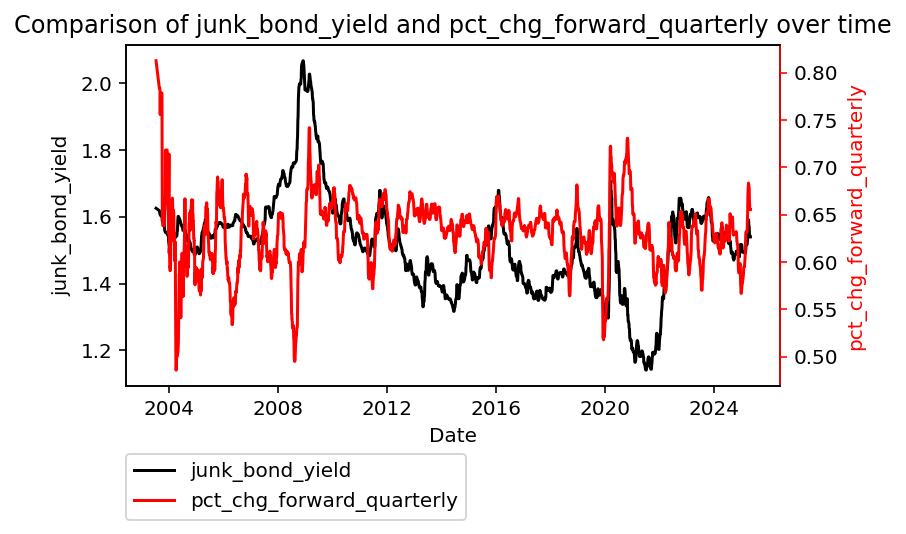 Comparison of junk_bond_yield and pct_chg_forward_quarterly over time
junk_bond_yield
2.0
1.8
1.6
1.4
1.2
0.80
0.75
0.70
0.65
0.60
0.55
0.50
pct_chg_forward_quarterly
2004 2008 2012 2016 2020 2024
Date
junk_bond_yield
pct_chg_forward_quarterly